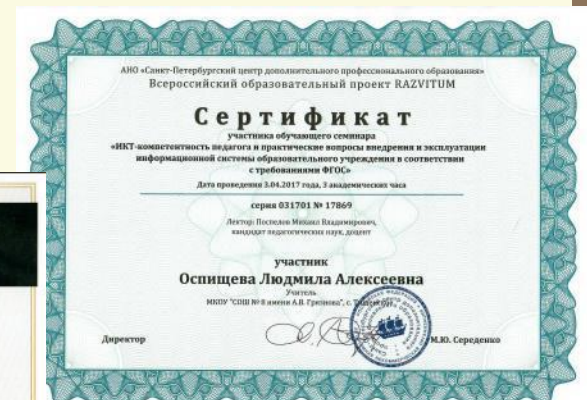 АНО «Санкт-Петербургский центр дополнительного профессионального образования»
Всероссийский образовательный проект RAZVITUM
Сертификат
участника обучающего семинара
«ИКТ-компетентность педагога и практические вопросы внедрения и эксплуатации
информационной системы образовательного учреждения в соответствии
с требованиями ФГОС»
Дата проведения 3.04.2017 года, 3 академических часа
серия 031701 № 17869
Лектор: Поспелов Михаил Владимирович,
кандидат педагогических наук, доцент
участник
Оспищева Людмила Алексеевна
Учитель
МКОУ "СОШ № 8 имени А.В. Грязнова", с.
Директор
М.Ю. Середенко